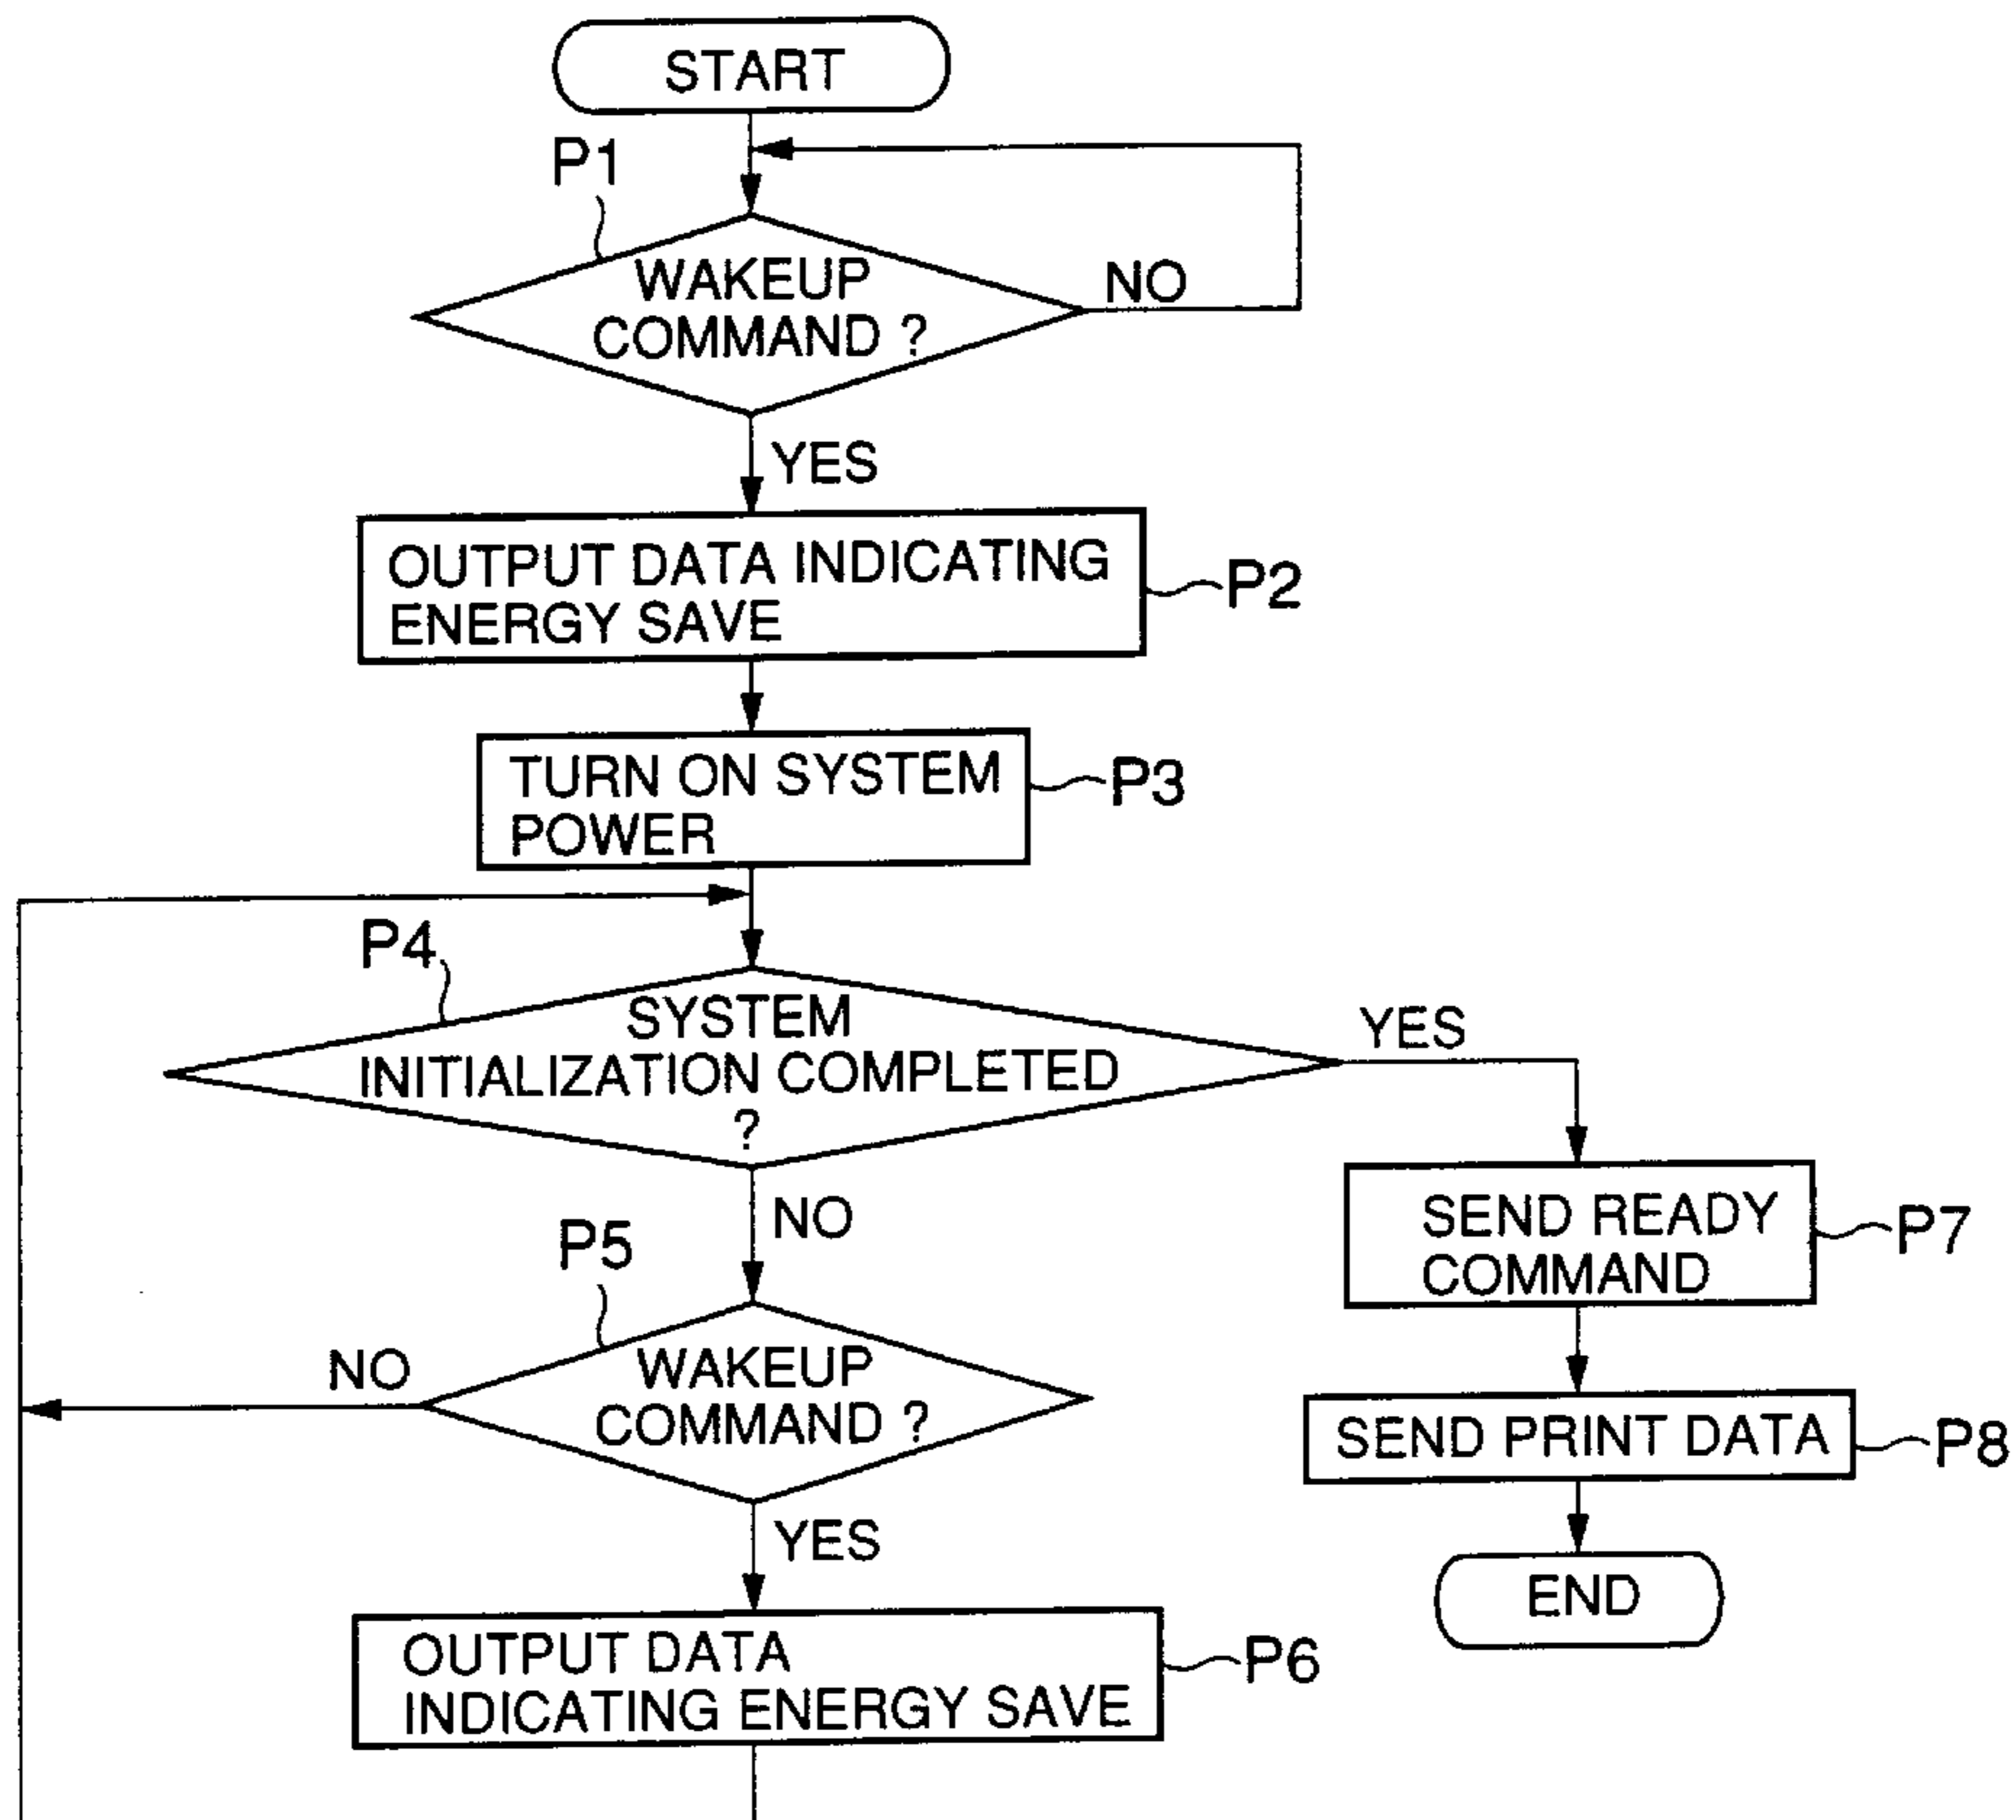 START
P1
WAKEUP
COMMAND ?
NO
YES
OUTPUT DATA INDICATING
ENERGY SAVE
P2
TURN ON SYSTEM
POWER
P3
P4
SYSTEM
INITIALIZATION COMPLETED
?
YES
NO
P5
WAKEUP
COMMAND ?
NO
YES
OUTPUT DATA
INDICATING ENERGY SAVE
P6
SEND READY
COMMAND
P7
SEND PRINT DATA
P8
END